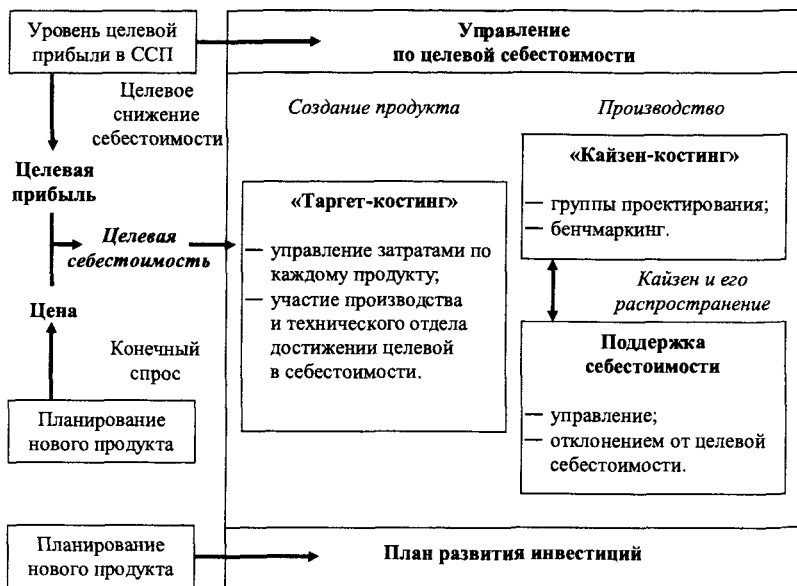 Уровень целевой
прибыли в ССП
Управление
по целевой себестоимости
Целевое
снижение
себестоимости
Создание продукта
Производство
Целевая
прибыль
«Таргет-костинг»
— управление затратами по
каждому продукту;
— участие производства
и технического отдела
достижении целевой
в себестоимости.
«Кайзен-костинг»
— группы проектирования;
— бенчмаркинг.
Целевая
себестоимость
Кайзен и его
распространение
Цена
Конечный
спрос
Поддержка
себестоимости
— управление;
— отклонением от целевой
себестоимости.
Планирование
нового продукта
Планирование
нового продукта
План развития инвестиций